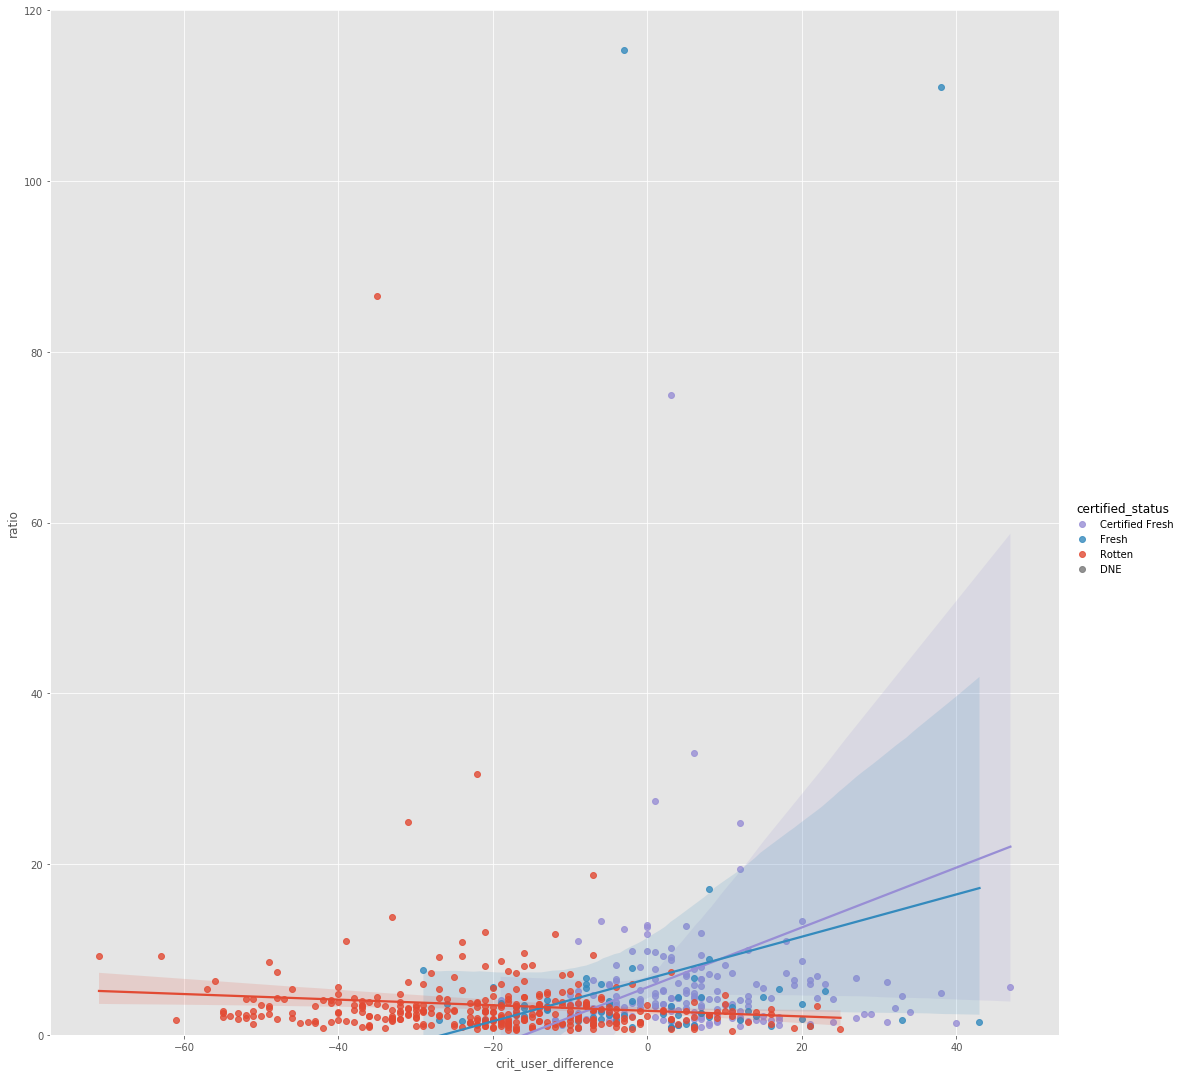 120
100
80
60
40
20
0
ratio
−60
−40
−20
0
20
40
crit_user_difference
certified_status
Certified Fresh
Fresh
Rotten
DNE